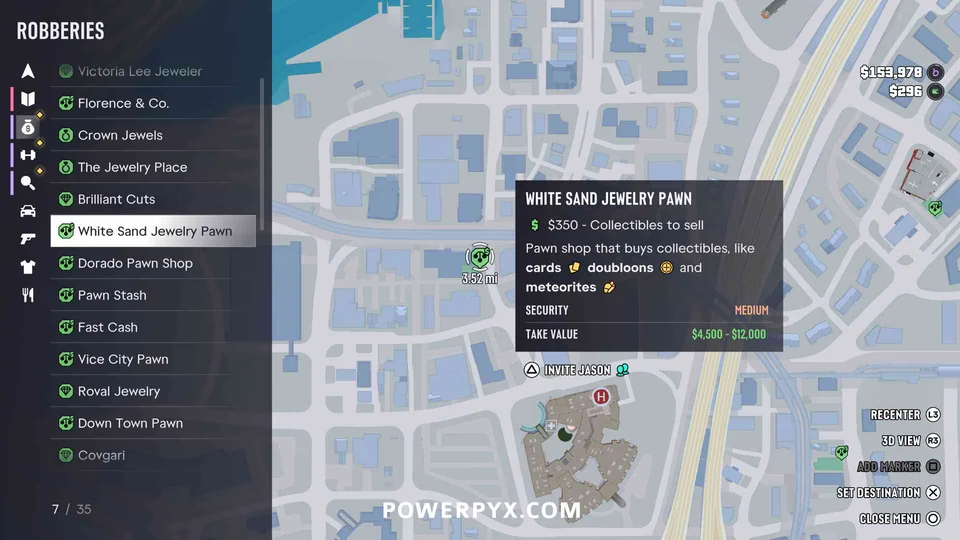 ROBBERIES
Victoria Lee Jeweler
Florence & Co.
Crown Jewels
The Jewelry Place
Brilliant Cuts
White Sand Jewelry Pawn
Dorado Pawn Shop
Pawn Stash
Fast Cash
Vice City Pawn
Roval Jewelry
Down Town Pawn
Covgari
7 / 35
$153,978
$296
WHITE SAND JEWELRY PAWN
$350 - Collectibles to sell
Pawn shop that buys collectibles, like
cards doubloons and
meteorites
SECURITY MEDIUM
TAKE VALUE $4,500 - $12,000
3.52 mi
INVITE JASON
H
RECENTER L3
3D VIEW R3
ADD MARKER
SET DESTINATION
CLOSE MENU
POWERPYX.COM